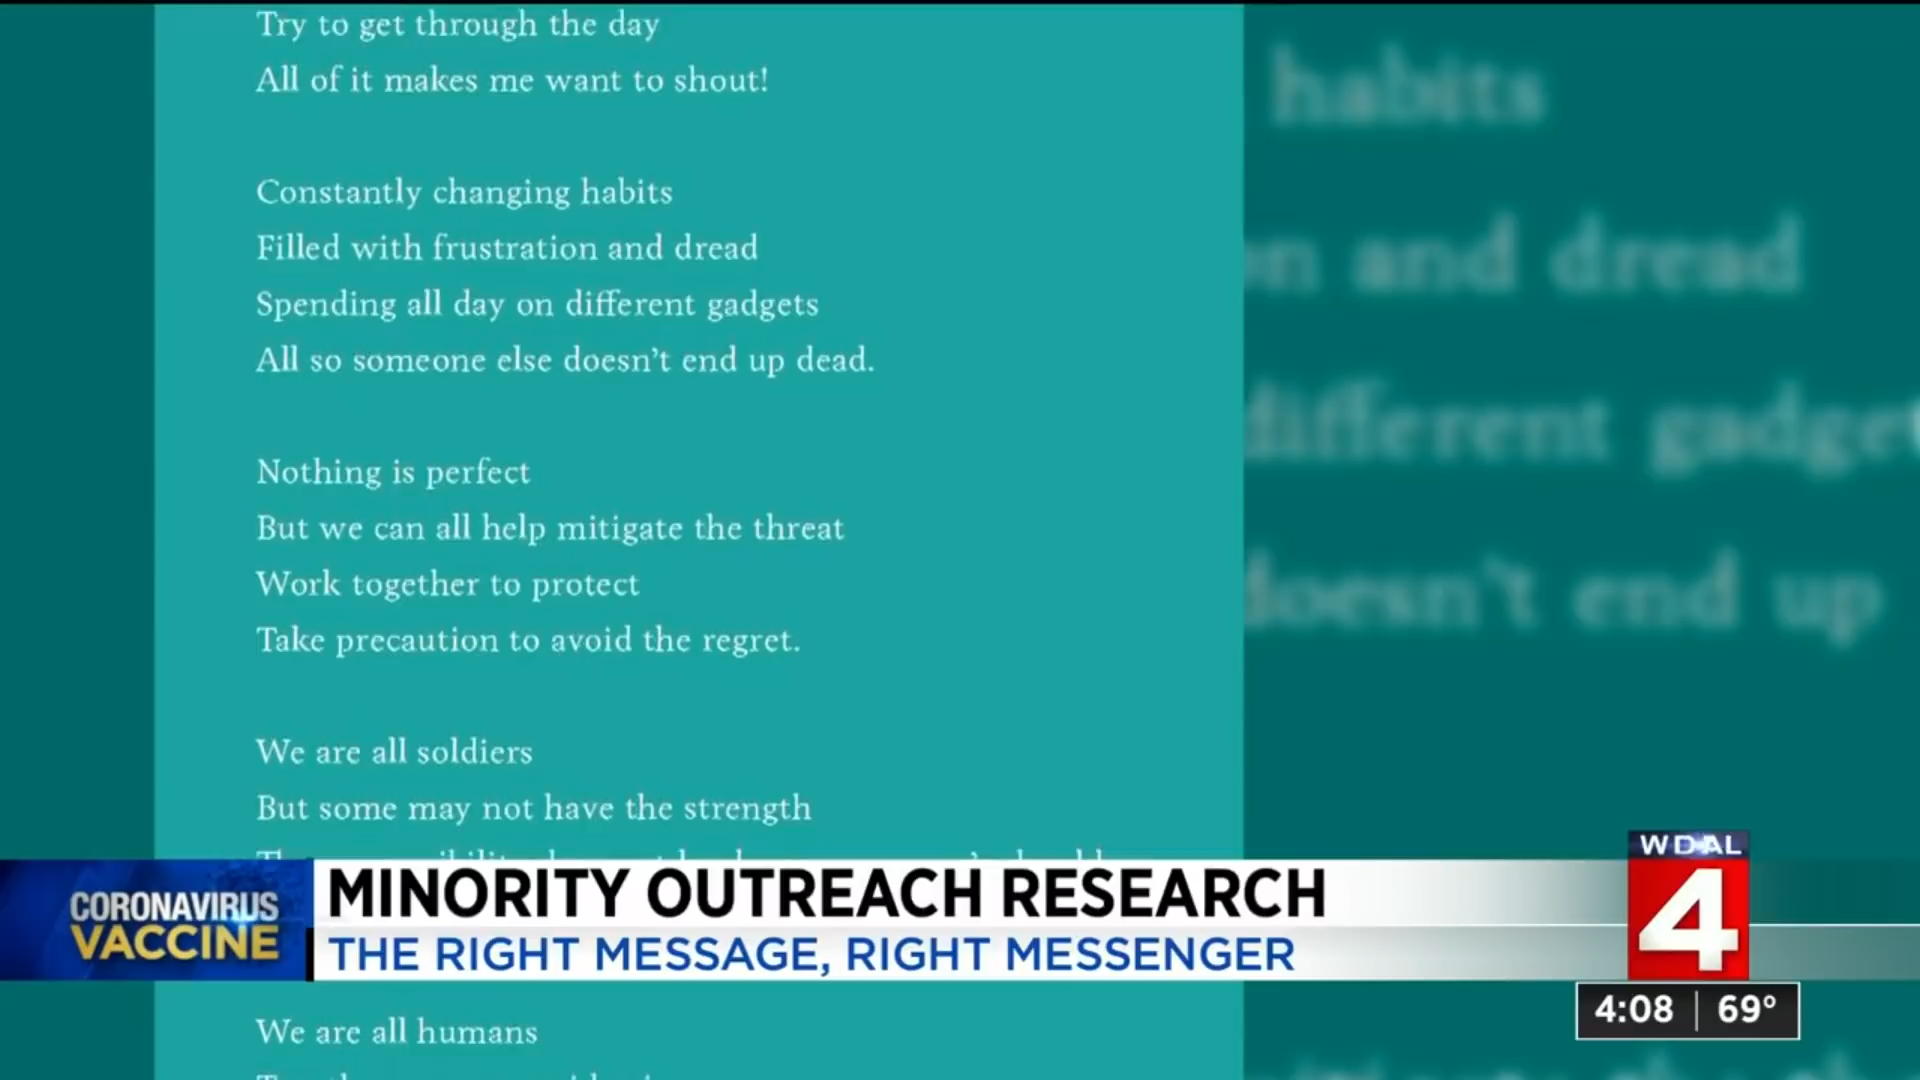 Try to get through the day
All of it makes me want to shout!
Constantly changing habits
Filled with frustration and dread
Spending all day on different gadgets
All so someone else doesn't end up dead.
Nothing is perfect
But we can all help mitigate the threat
Work together to protect
Take precaution to avoid the regret.
We are all soldiers
But some may not have the strength
We are all humans
habits
and dread
different
doesn't end up
CORONAVIRUS
VACCINE
MINORITY OUTREACH RESEARCH
THE RIGHT MESSAGE, RIGHT MESSENGER
WDAL
4
4:08 69°